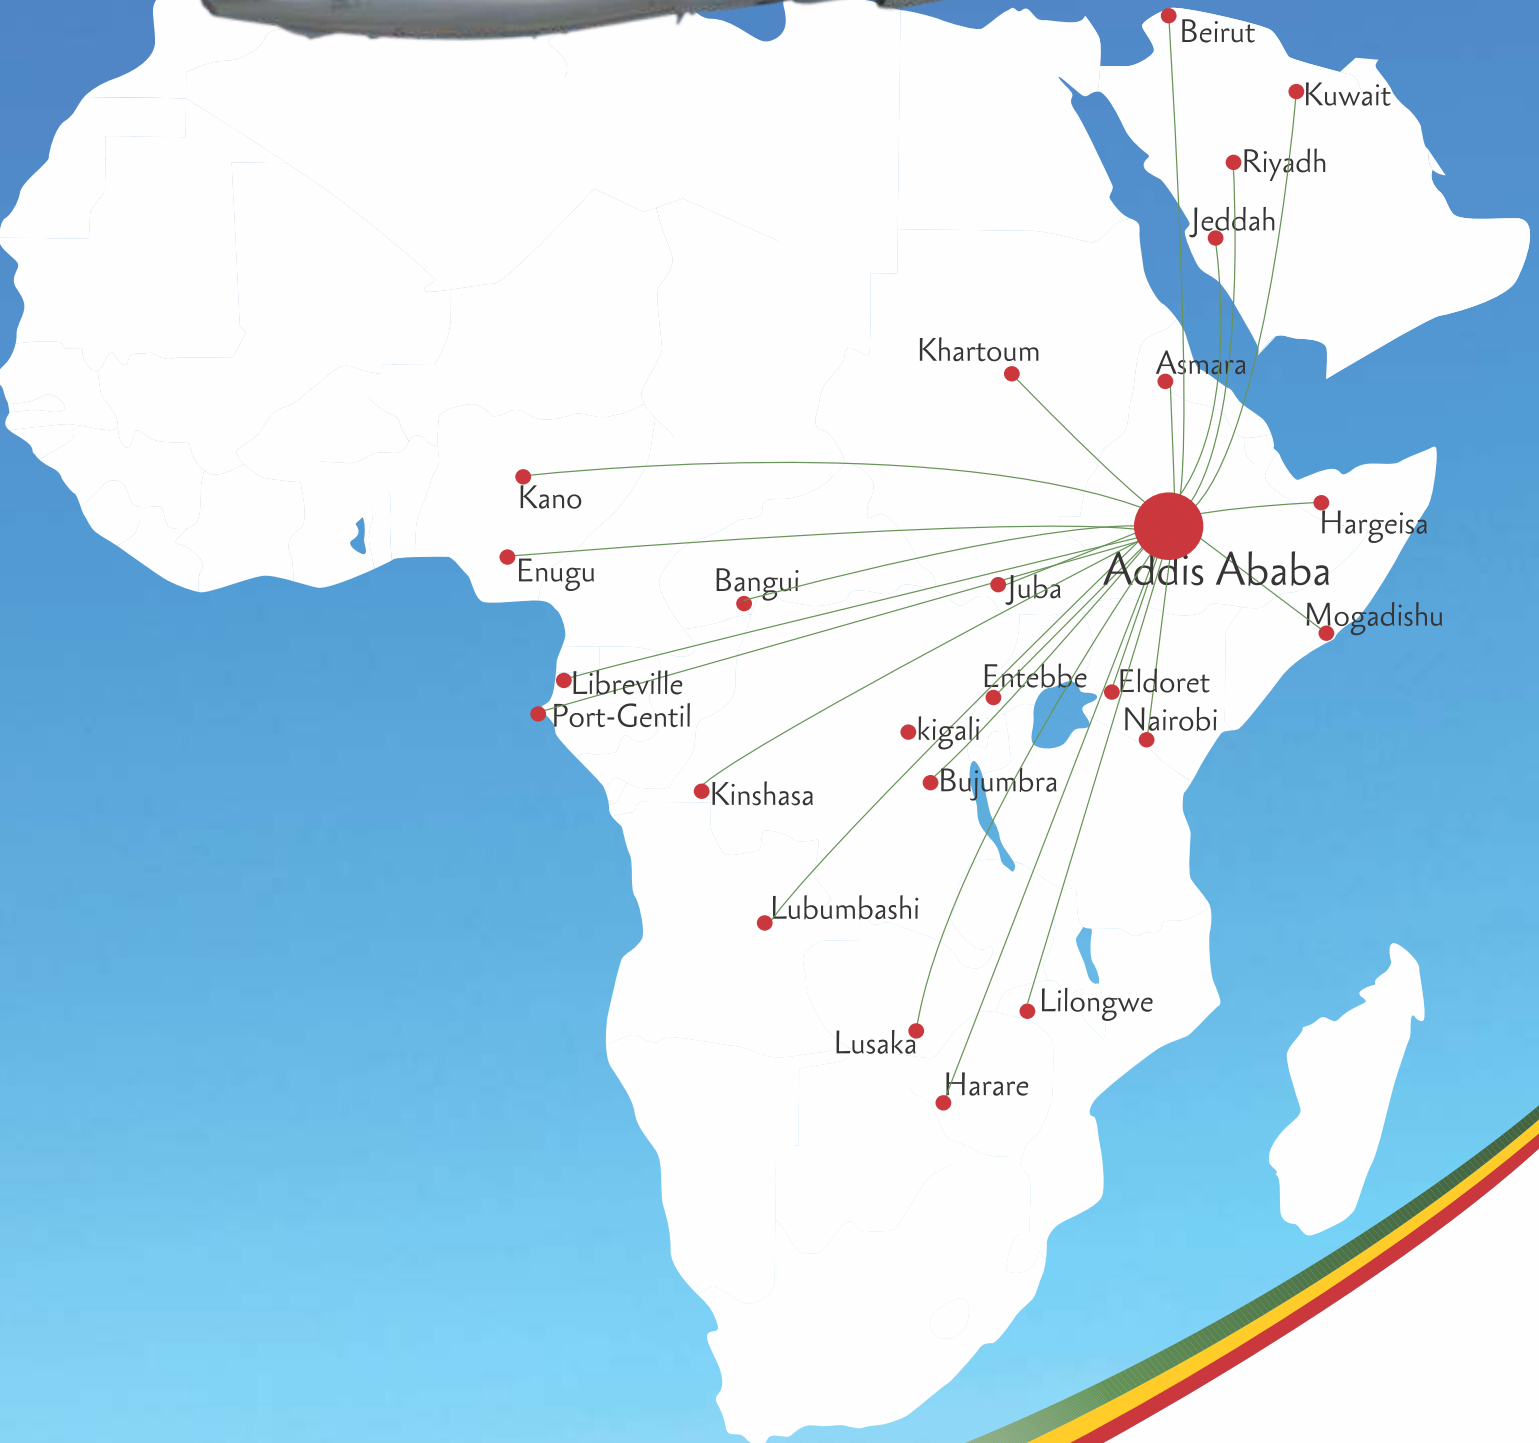 Beirut
Kuwait
Riyadh
Jeddah
Khartoum
Asmara
Kano
Hargeisa
Enugu
Addis Ababa
Bangui
Juba
Mogadishu
Libreville
Entebbe
Eldoret
Port-Gentil
Nairobi
kigali
Bujumbra
Kinshasa
Lubumbashi
Lilongwe
Lusaka
Harare